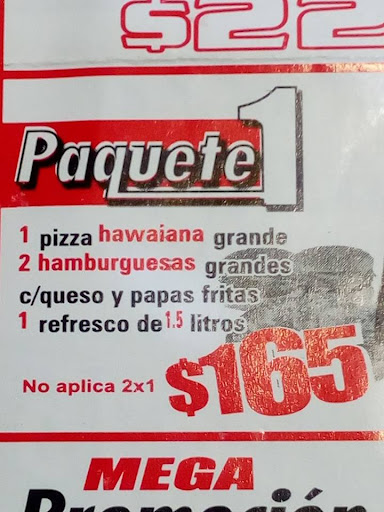 $22
Paquete 1
1 pizza hawaiana grande
2 hamburguesas grandes
c/queso y papas fritas
1 refresco de 1.5 litros
No aplica 2x1 $165
MEGA
Promoción